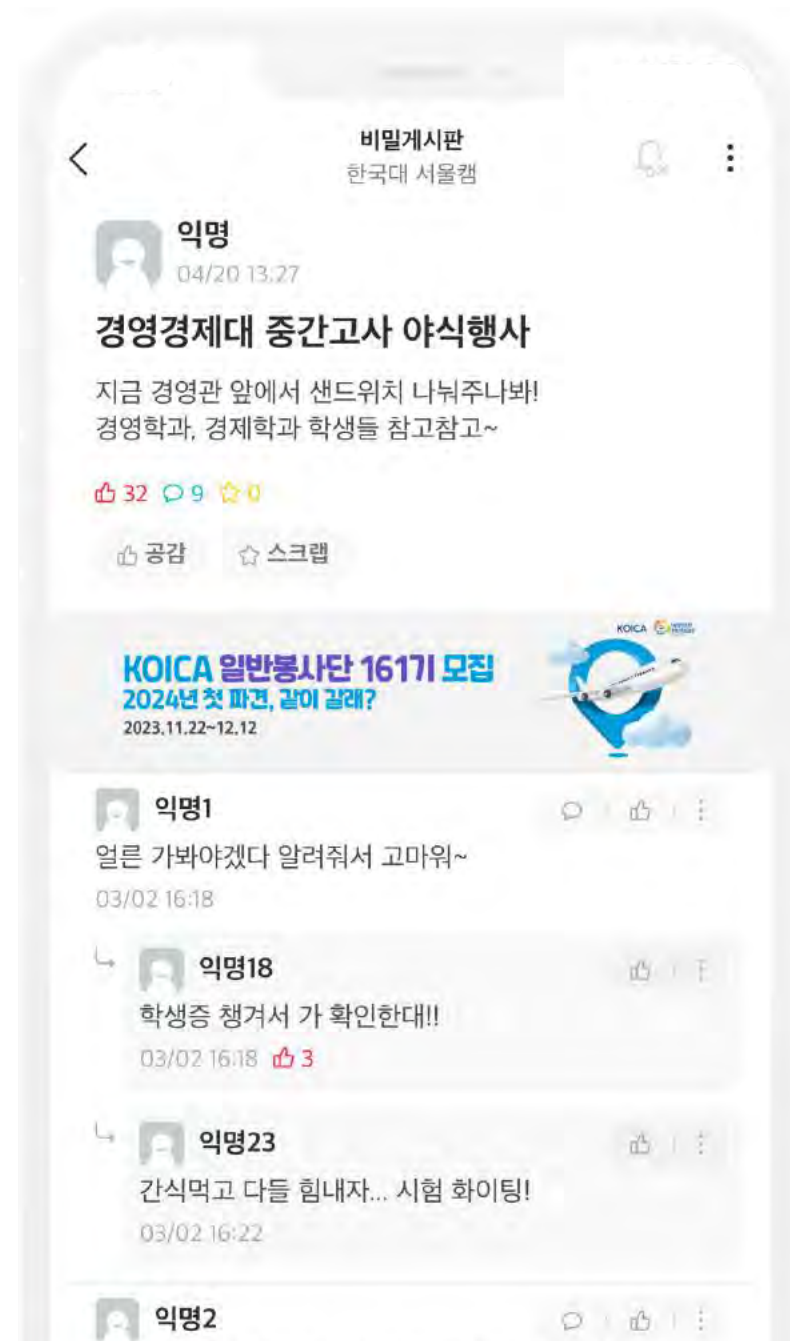 비밀게시판
한국대 서울캠
익명
04/20 13.27
경영경제대 중간고사 야식행사
지금 경영관 앞에서 샌드위치 나눠주나봐!
경영학과, 경제학과 학생들 참고참고~
32 9 0
공감 스크랩
KOICA
KOICA 일반봉사단 161기 모집
2024년 첫 파견, 같이 갈래?
2023.11.22~12.12
익명1
얼른 가봐야겠다 알려줘서 고마워~
03/02 16:18
익명18
학생증 챙겨서 가 확인한대!!
03/02 16:18 3
익명23
간식먹고 다들 힘내자... 시험 화이팅!
03/02 16:22
익명2